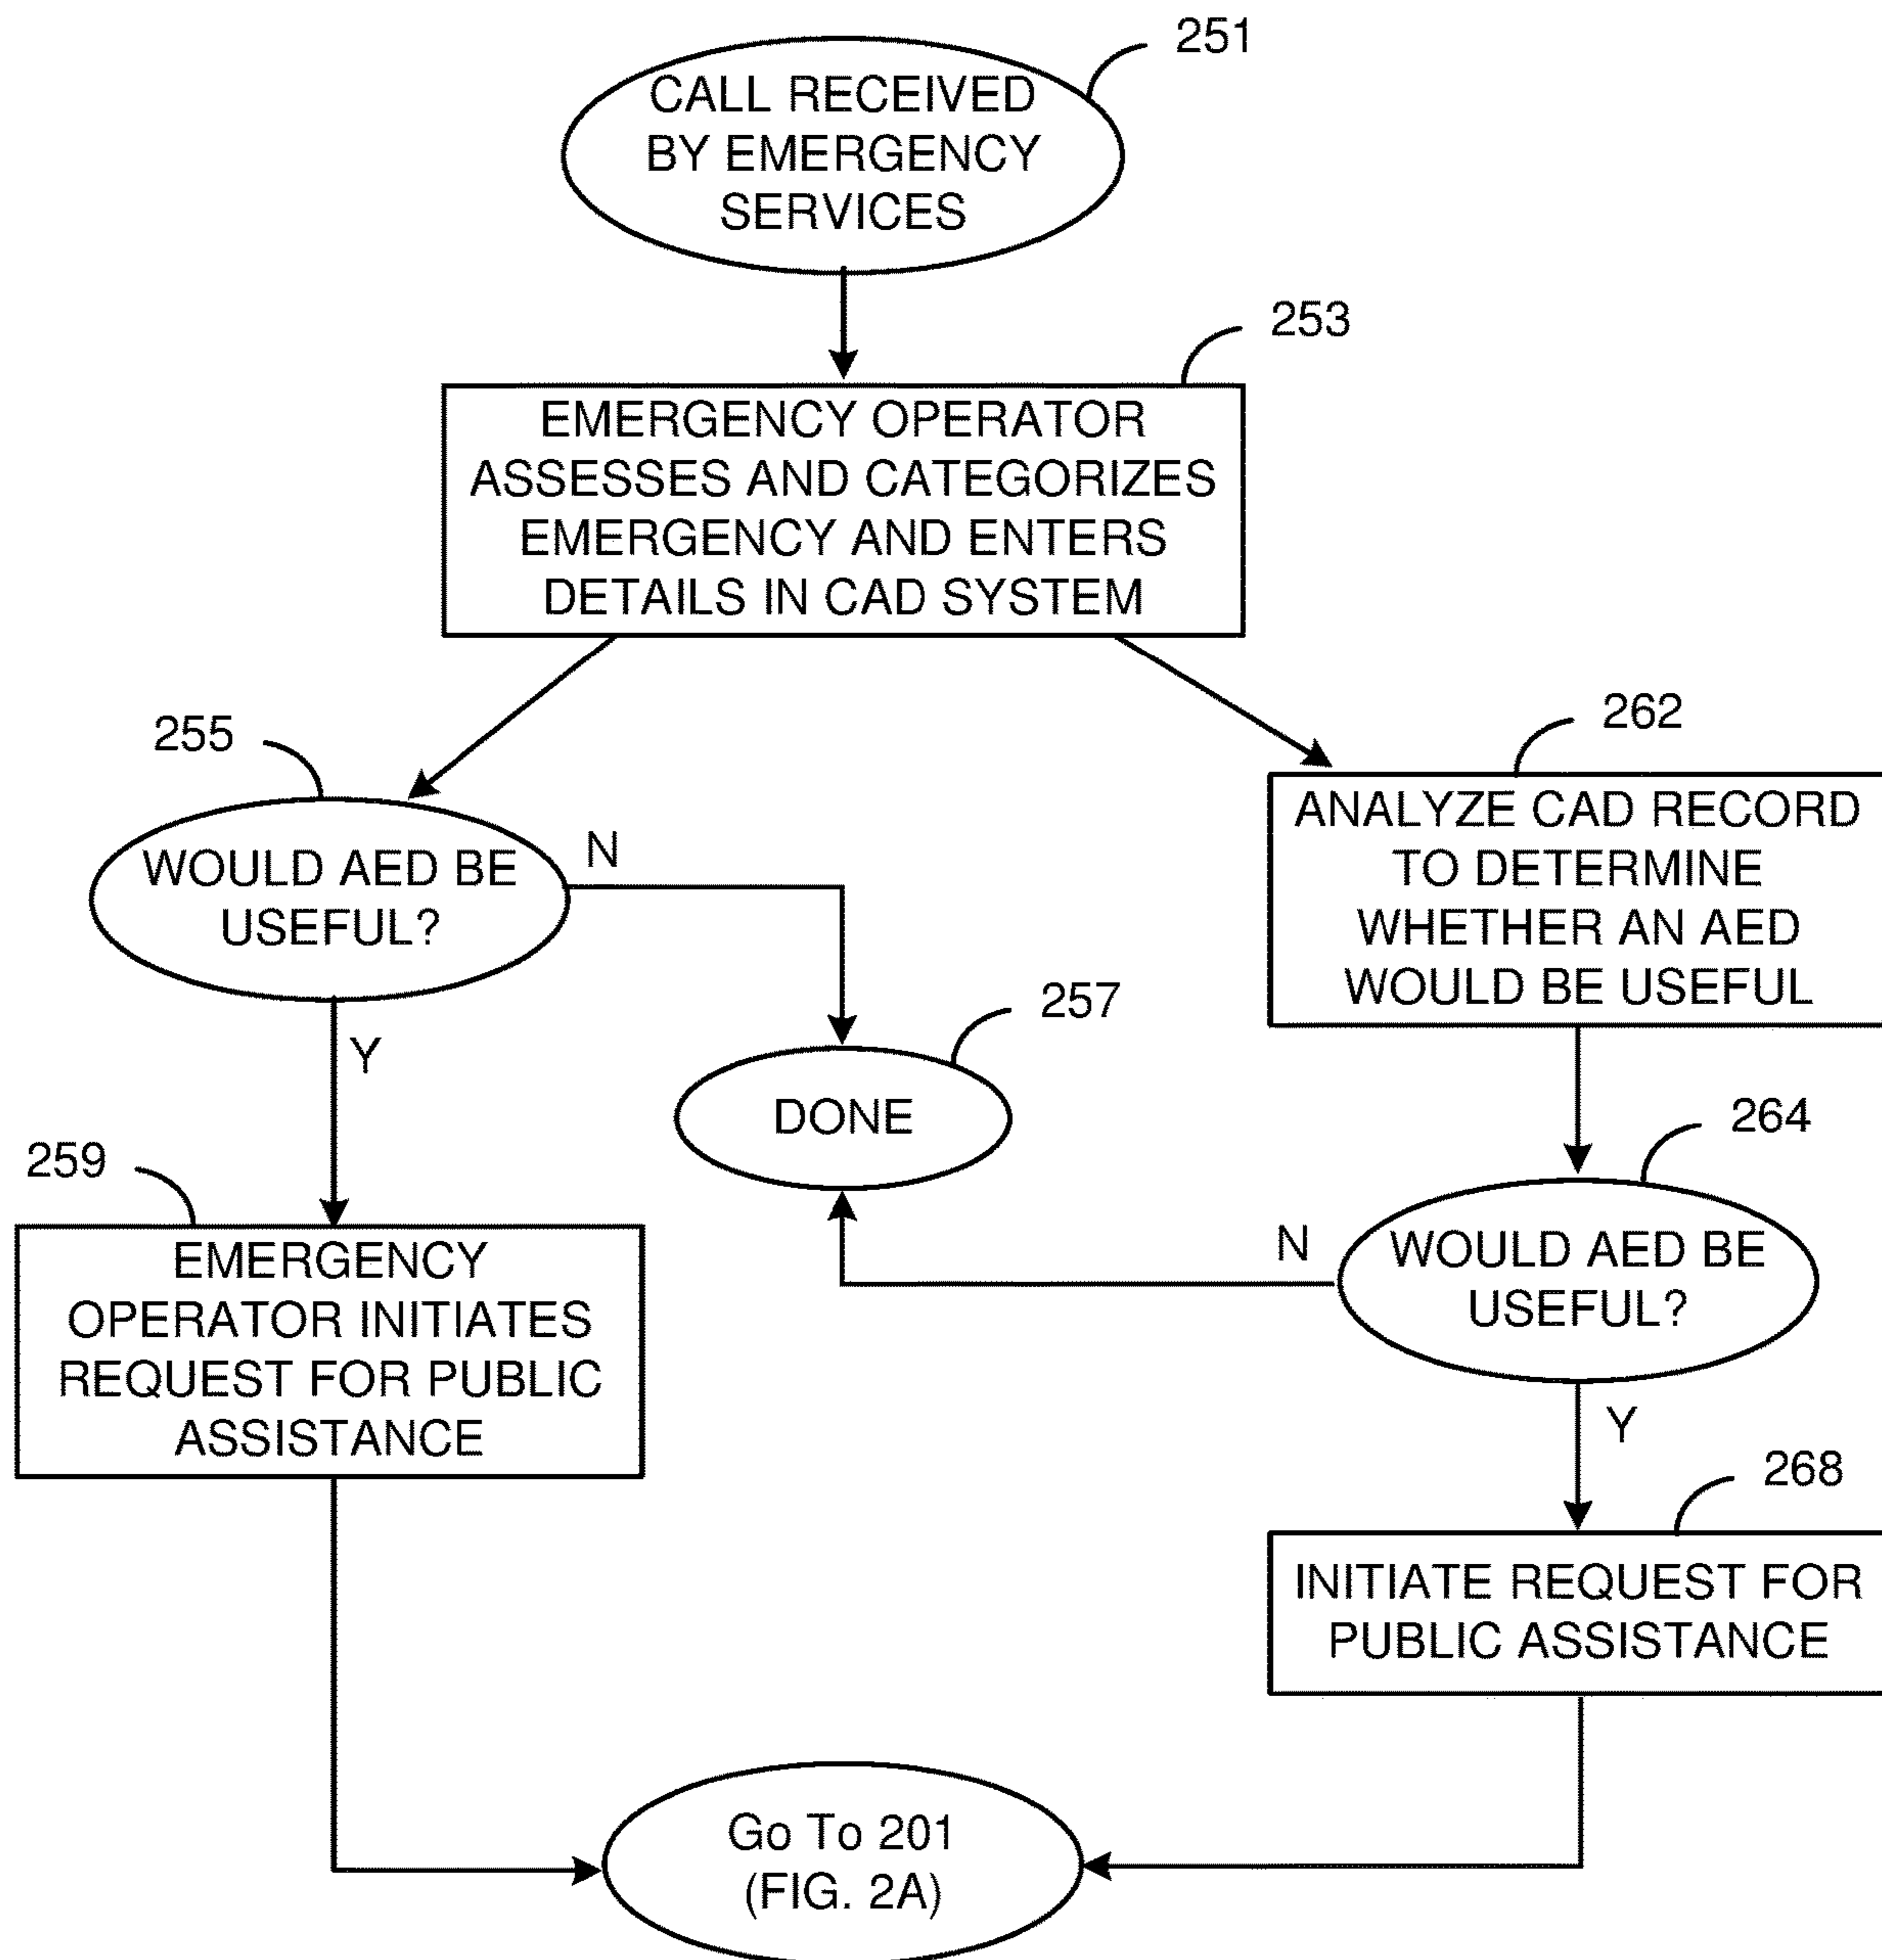 251
CALL RECEIVED
BY EMERGENCY
SERVICES
253
EMERGENCY OPERATOR
ASSESSES AND CATEGORIZES
EMERGENCY AND ENTERS
DETAILS IN CAD SYSTEM
255
WOULD AED BE
USEFUL?
N
Y
257
DONE
259
EMERGENCY
OPERATOR INITIATES
REQUEST FOR PUBLIC
ASSISTANCE
262
ANALYZE CAD RECORD
TO DETERMINE
WHETHER AN AED
WOULD BE USEFUL
264
WOULD AED BE
USEFUL?
N
Y
268
INITIATE REQUEST FOR
PUBLIC ASSISTANCE
Go To 201
(FIG. 2A)